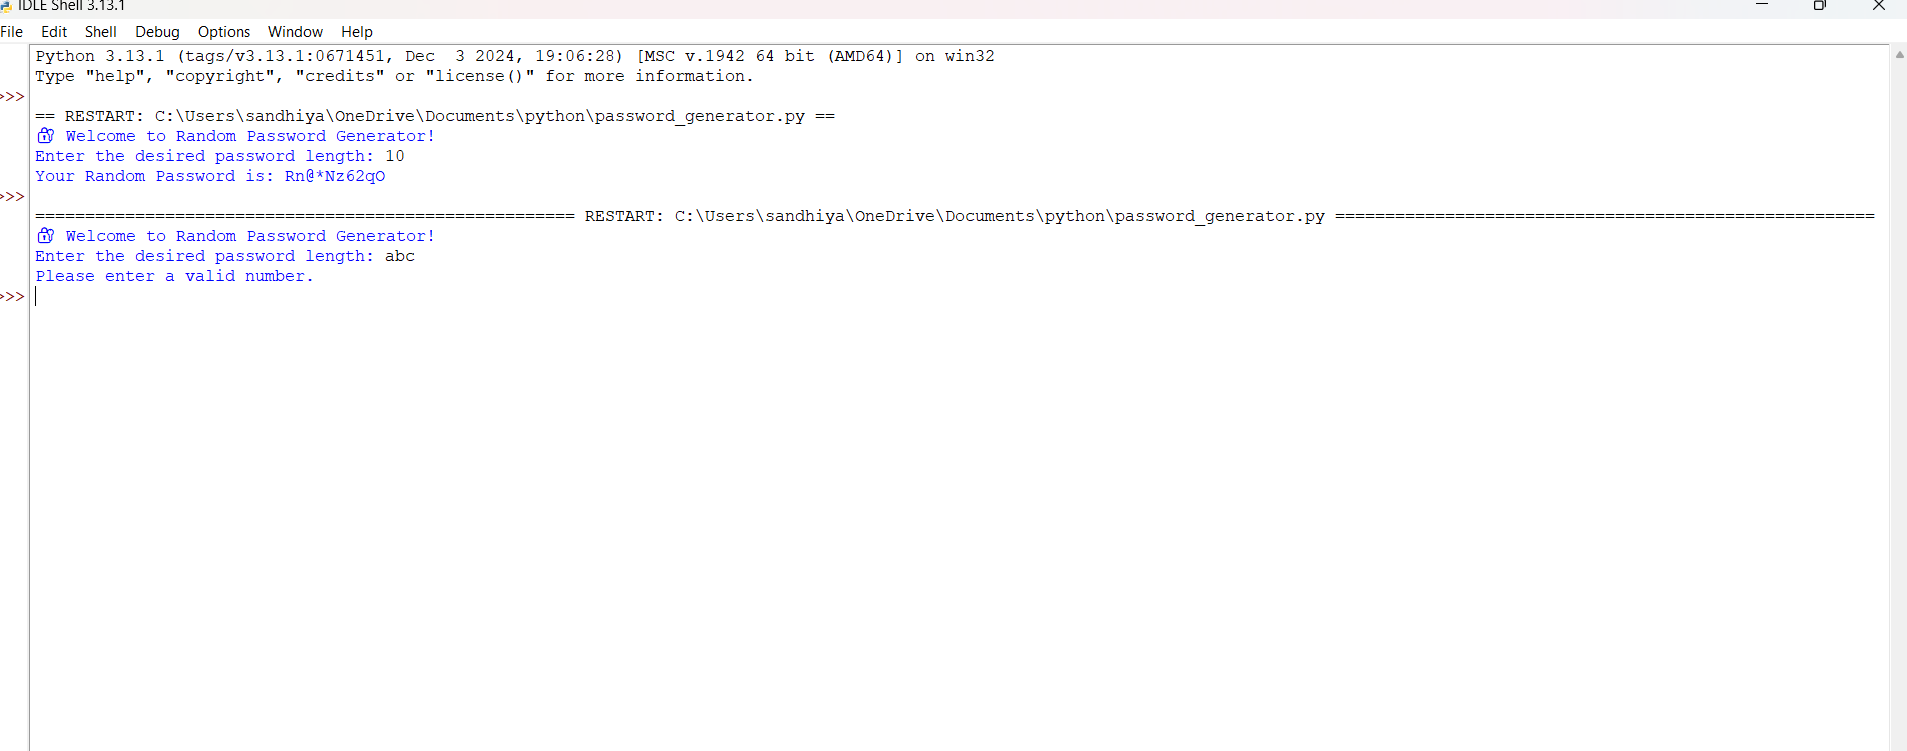 IDLE Shell 3.13.1
File Edit Shell Debug Options Window Help
Python 3.13.1 (tags/v3.13.1:0671451, Dec  3 2024, 19:06:28) [MSC v.1942 64 bit (AMD64)] on win32
Type "help", "copyright", "credits" or "license()" for more information.
>>>
== RESTART: C:\Users\sandhiya\OneDrive\Documents\python\password_generator.py ==
🔐 Welcome to Random Password Generator!
Enter the desired password length: 10
Your Random Password is: Rn@*Nz62qO
>>>
====================================================== RESTART: C:\Users\sandhiya\OneDrive\Documents\python\password_generator.py ======================================================
🔐 Welcome to Random Password Generator!
Enter the desired password length: abc
Please enter a valid number.
>>>